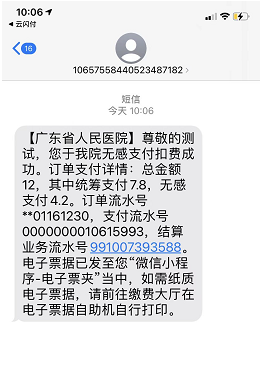 10:06
云闪付
16
10657558440523487182
短信
今天 10:06
【广东省人民医院】尊敬的测
试，您于我院无感支付扣费成
功。订单支付详情：总金额
12，其中统筹支付7.8，无感
支付4.2。订单流水号
**01161230，支付流水号
0000000010615993，结算
业务流水号991007393588。
电子票据已发至您“微信小程
序-电子票夹”当中，如需纸质
电子票据，请前往缴费大厅在
电子票据自助机自行打印。